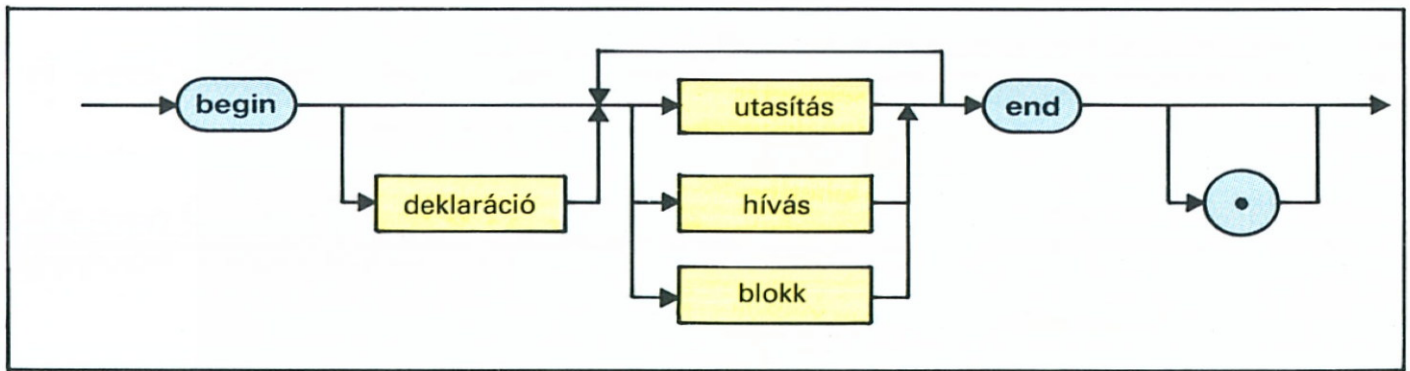 begin
utasítás
end
deklaráció
hívás
blokk